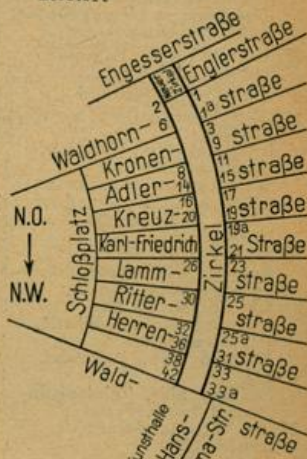 Engesserstraße
Englerstraße
2
1
1a straße
6
3
Waldhorn-
9 straße
Kronen-
11
8
15 straße
Adler-14
16
17
Kreuz-20
19 straße
19a
Karl-Friedrich
21 Straße
Lamm-26
23
straße
Ritter-30
25
straße
Herren-32
36
25a
38
31 straße
Wald-
42
33
33a
straße
Zirkel
Schloßplatz
N.O.
N.W.
Kunsthalle
Hans-
ma-Str.